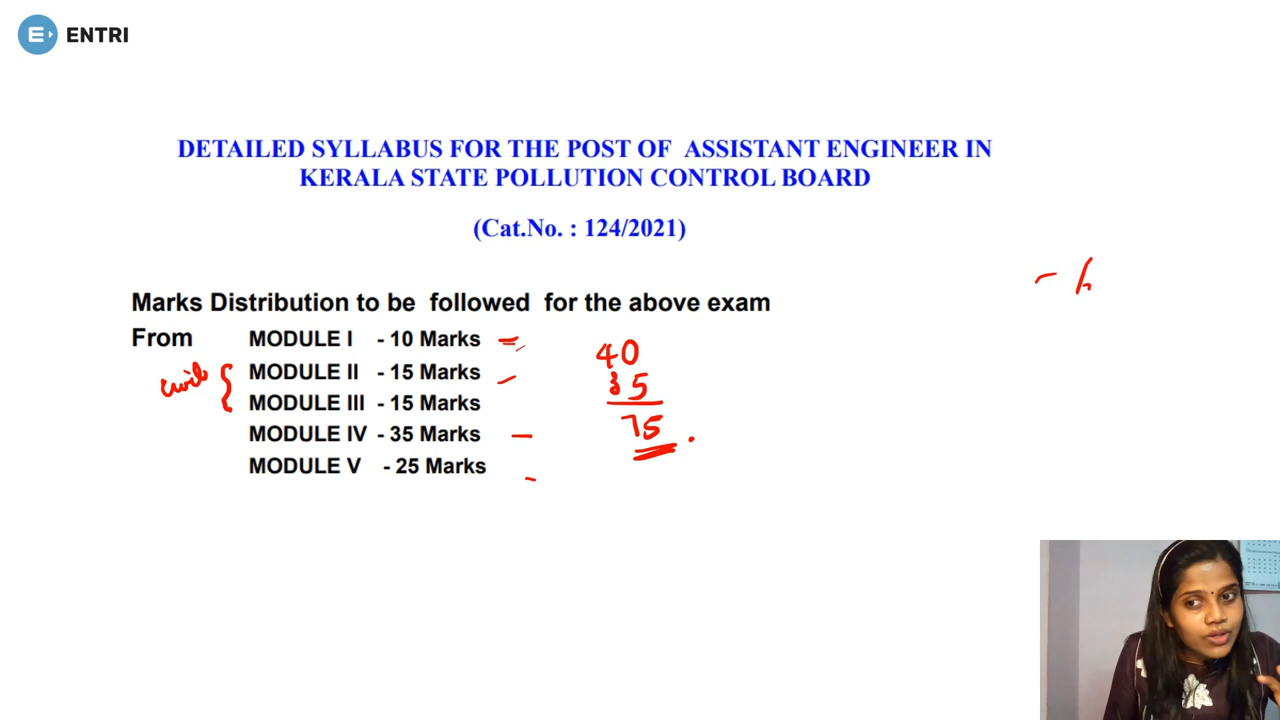 ENTRI
DETAILED SYLLABUS FOR THE POST OF ASSISTANT ENGINEER IN
KERALA STATE POLLUTION CONTROL BOARD
(Cat.No. : 124/2021)
Marks Distribution to be followed for the above exam
From MODULE I - 10 Marks
civil { MODULE II - 15 Marks
MODULE III - 15 Marks
MODULE IV - 35 Marks
MODULE V - 25 Marks
40
35
75